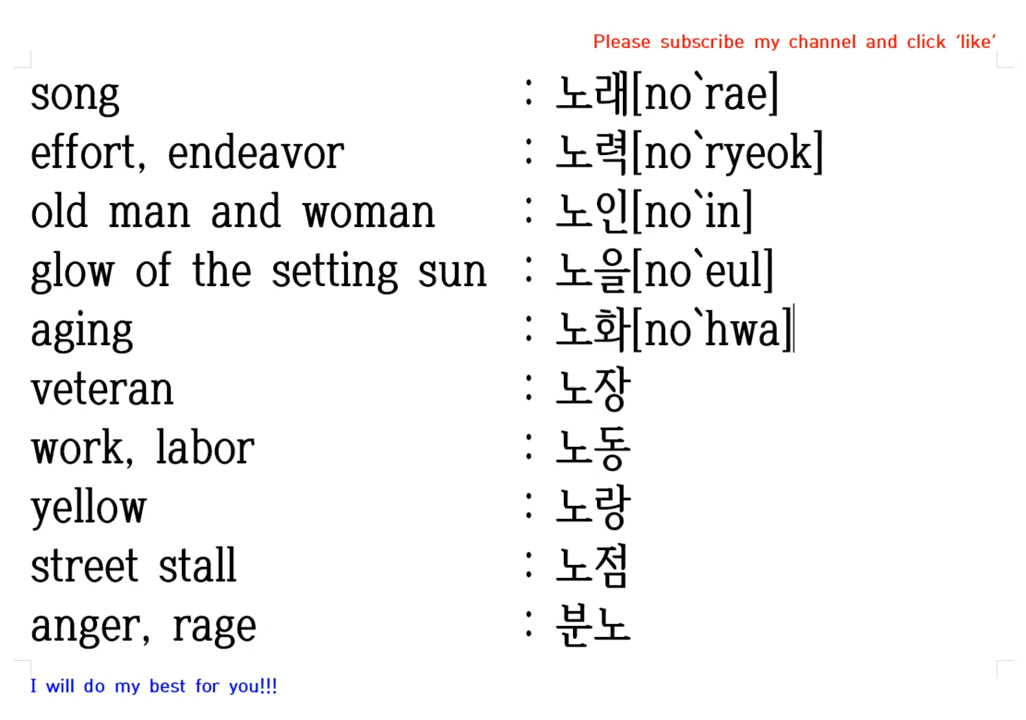 Please subscribe my channel and click ‘like’
song : 노래[no`rae]
effort, endeavor : 노력[no`ryeok]
old man and woman : 노인[no`in]
glow of the setting sun : 노을[no`eul]
aging : 노화[no`hwa]
veteran : 노장
work, labor : 노동
yellow : 노랑
street stall : 노점
anger, rage : 분노
I will do my best for you!!!